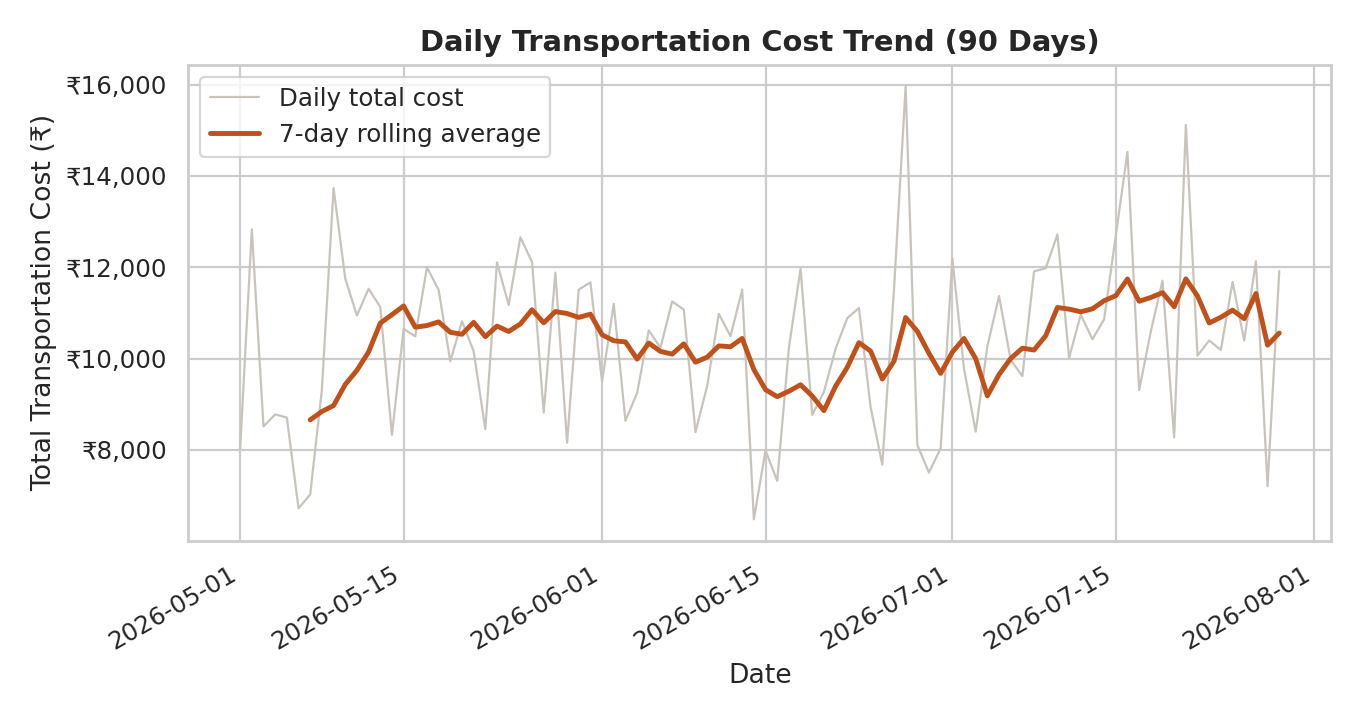 Daily Transportation Cost Trend (90 Days)
Daily total cost
7-day rolling average
Total Transportation Cost (₹)
₹16,000
₹14,000
₹12,000
₹10,000
₹8,000
2026-05-01
2026-05-15
2026-06-01
2026-06-15
2026-07-01
2026-07-15
2026-08-01
Date